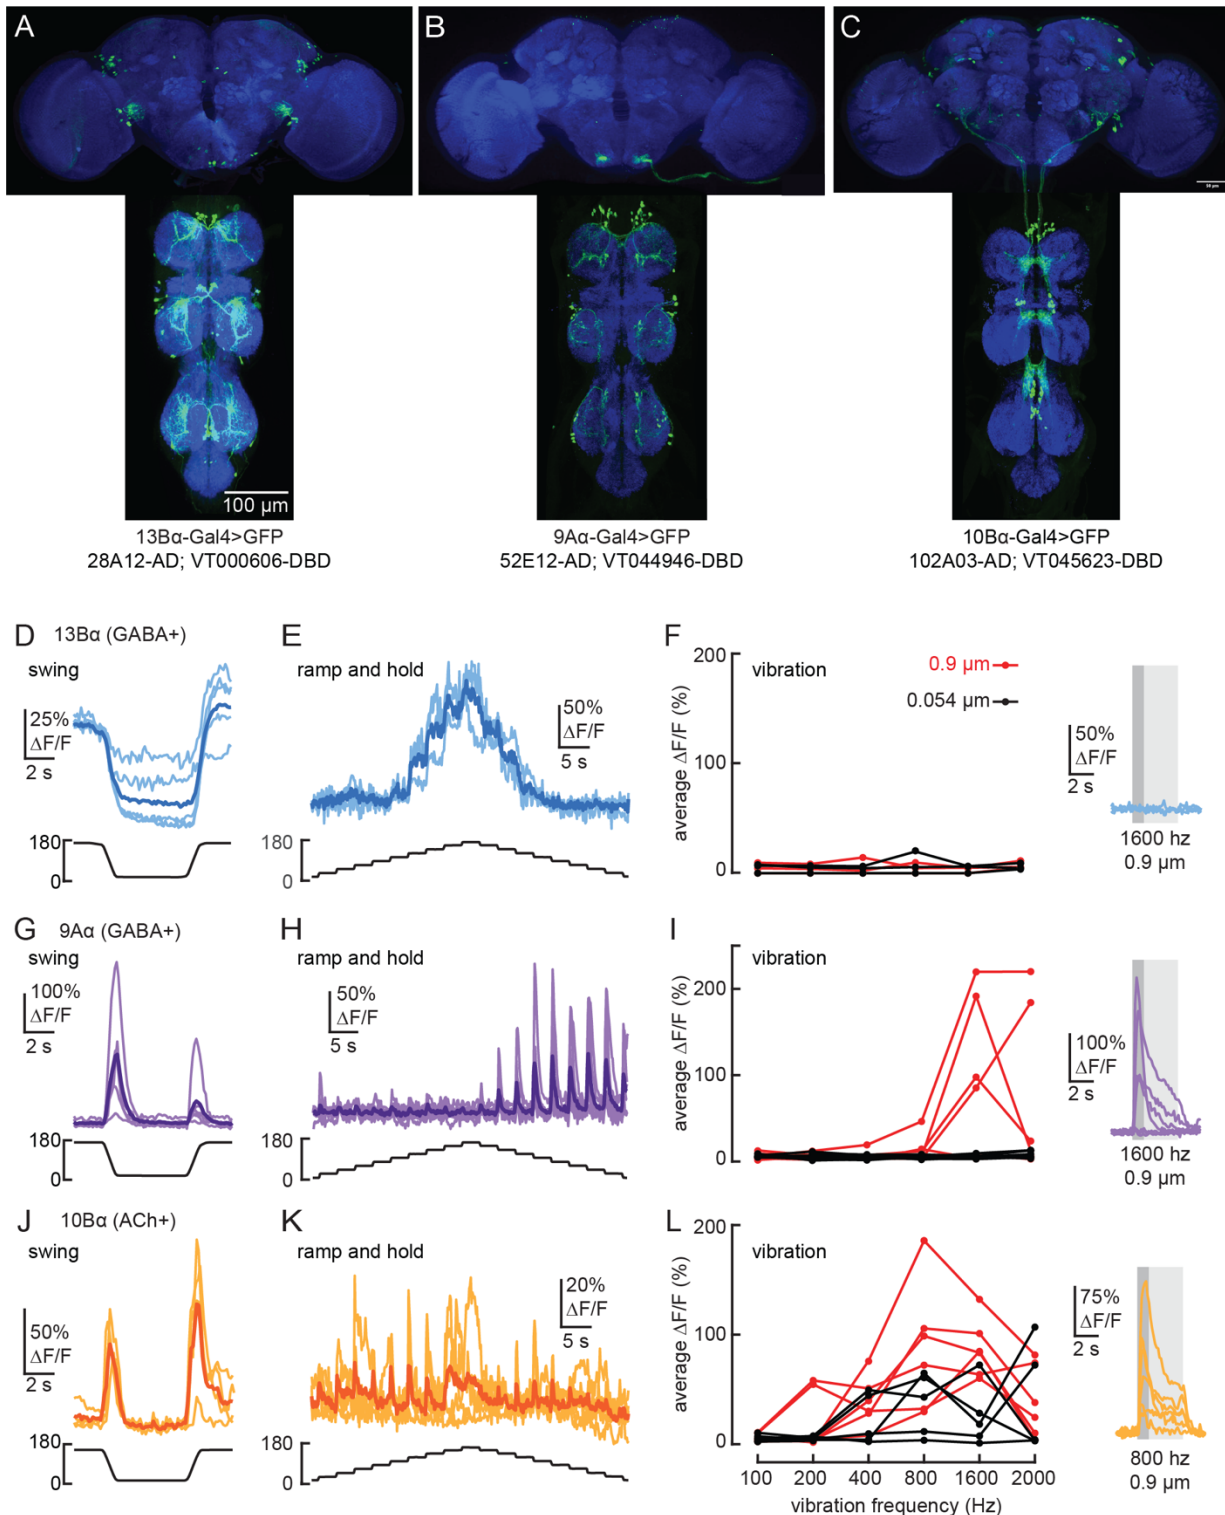 A
B
C
100 µm
13Bα-Gal4>GFP
28A12-AD; VT000606-DBD
9Aα-Gal4>GFP
52E12-AD; VT044946-DBD
10Bα-Gal4>GFP
102A03-AD; VT045623-DBD
D 13Bα (GABA+)
swing
25%
ΔF/F
2 s
180
0
E
ramp and hold
50%
ΔF/F
5 s
180
0
F
vibration
0.9 µm
0.054 µm
average ΔF/F (%)
200
100
0
50%
ΔF/F
2 s
1600 hz
0.9 µm
G 9Aα (GABA+)
swing
100%
ΔF/F
2 s
180
0
H
ramp and hold
50%
ΔF/F
5 s
180
0
I
vibration
average ΔF/F (%)
200
100
0
100%
ΔF/F
2 s
1600 hz
0.9 µm
J 10Bα (ACh+)
swing
50%
ΔF/F
2 s
180
0
K
ramp and hold
20%
ΔF/F
5 s
180
0
L
vibration
average ΔF/F (%)
200
100
0
100 200 400 800 1600 2000
vibration frequency (Hz)
75%
ΔF/F
2 s
800 hz
0.9 µm